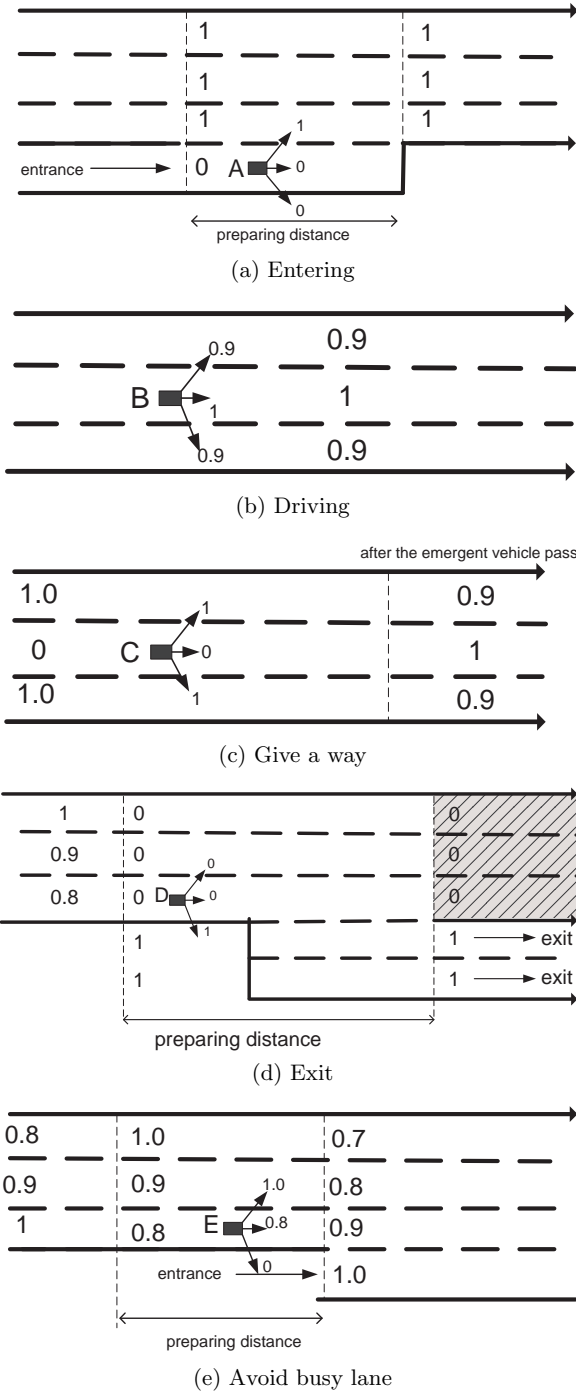 1 1
1 1
1 1
1
entrance 0 A 0
0
preparing distance
(a) Entering
0.9 0.9
B 1 1
0.9 0.9
(b) Driving
after the emergent vehicle pass
1.0 1 0.9
0 C 0 1
1.0 1 0.9
(c) Give a way
1 0 0
0.9 0 0
0
0.8 0 D 0 0
1
1 1 exit
1 1 exit
preparing distance
(d) Exit
0.8 1.0 0.7
0.9 0.9 1.0 0.8
1 0.8 E 0.8 0.9
0
entrance 1.0
preparing distance
(e) Avoid busy lane